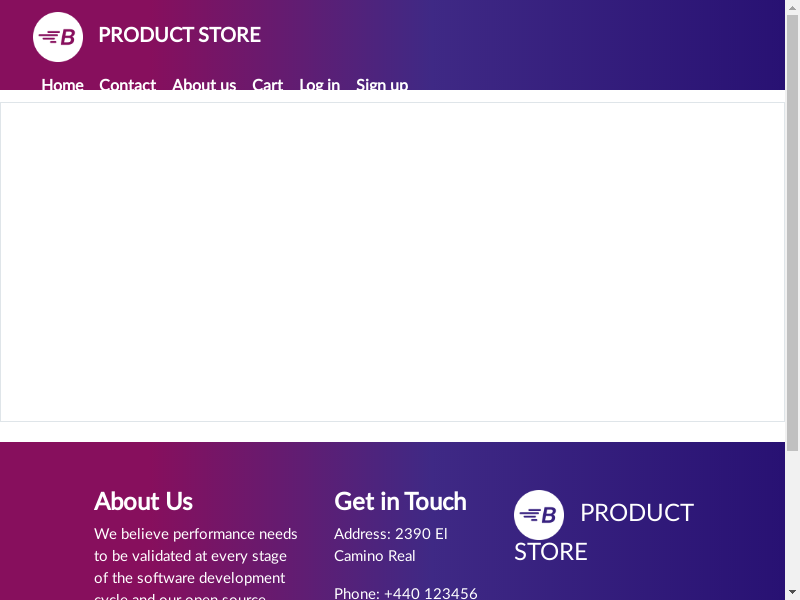 B PRODUCT STORE
Home Contact About us Cart Log in Sign up
About Us
We believe performance needs
to be validated at every stage
of the software development
cycle and our open source
Get in Touch
Address: 2390 El
Camino Real
Phone: +440 123456
B PRODUCT
STORE